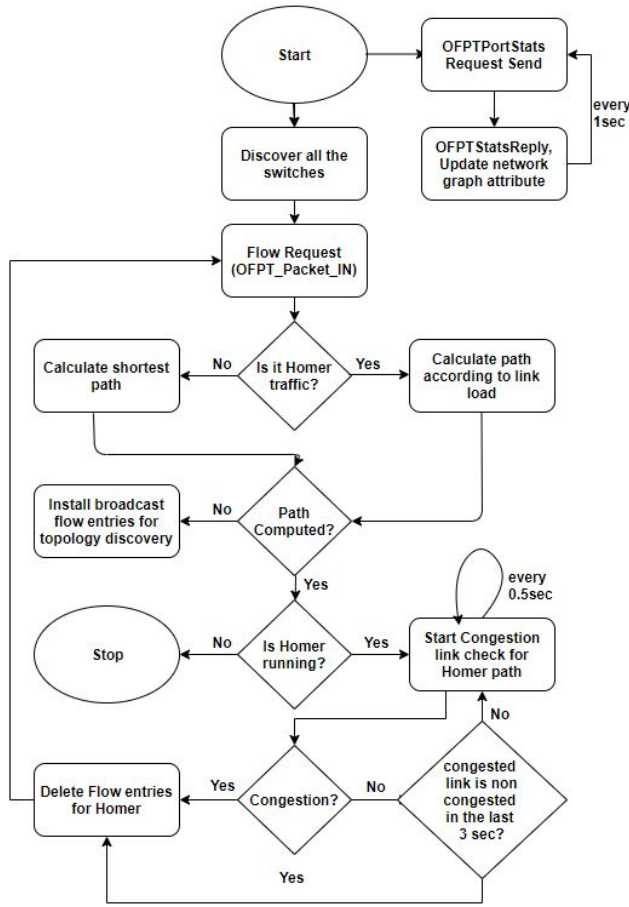 Start
OFPTPortStats
Request Send
every
1sec
Discover all the
switches
OFPTStatsReply,
Update network
graph attribute
Flow Request
(OFPT_Packet_IN)
Calculate shortest
path
No
Is it Homer
traffic?
Yes
Calculate path
according to link
load
Install broadcast
flow entries for
topology discovery
No
Path
Computed?
Yes
every
0.5sec
Stop
No
Is Homer
running?
Yes
Start Congestion
link check for
Homer path
No
Delete Flow entries
for Homer
Yes
Congestion?
No
congested
link is non
congested
in the last
3 sec?
Yes